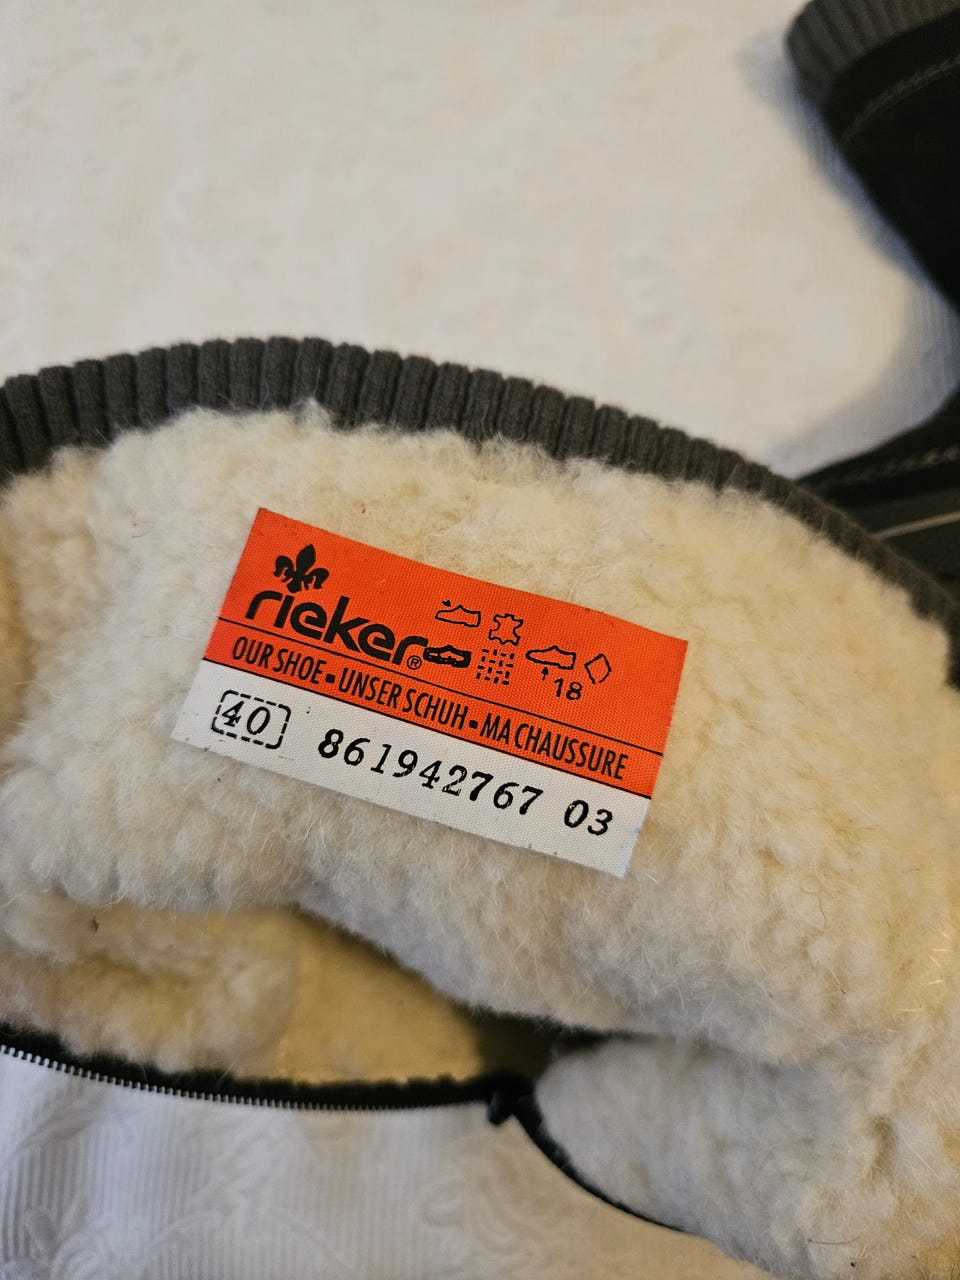 rieker®
18
OUR SHOE▪UNSER SCHUH▪MA CHAUSSURE
40 861942767 03